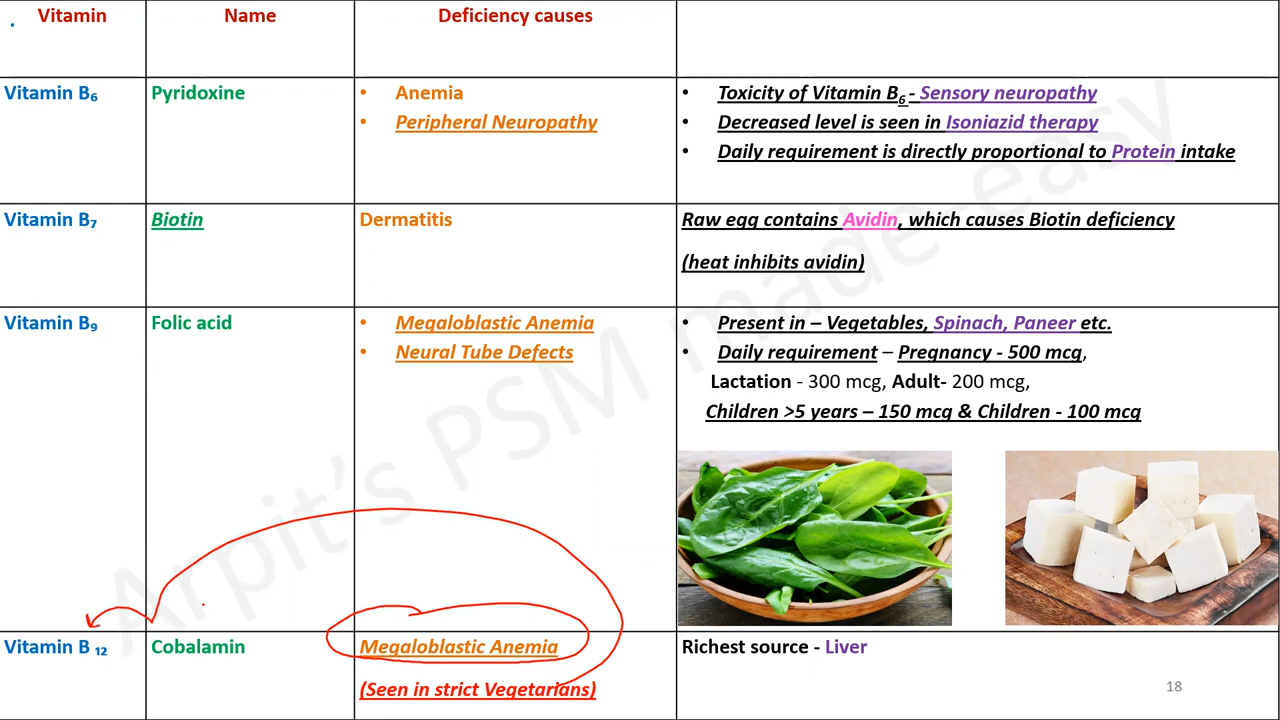 Vitamin Name Deficiency causes
Vitamin B₆ Pyridoxine • Anemia • Toxicity of Vitamin B₆ - Sensory neuropathy
• Peripheral Neuropathy • Decreased level is seen in Isoniazid therapy
• Daily requirement is directly proportional to Protein intake
Vitamin B₇ Biotin Dermatitis Raw egg contains Avidin, which causes Biotin deficiency
(heat inhibits avidin)
Vitamin B₉ Folic acid • Megaloblastic Anemia • Present in – Vegetables, Spinach, Paneer etc.
• Neural Tube Defects • Daily requirement – Pregnancy - 500 mcg,
Lactation - 300 mcg, Adult- 200 mcg,
Children >5 years – 150 mcg & Children - 100 mcg
Vitamin B ₁₂ Cobalamin Megaloblastic Anemia Richest source - Liver
(Seen in strict Vegetarians)
18
Arpit's PSM made-easy